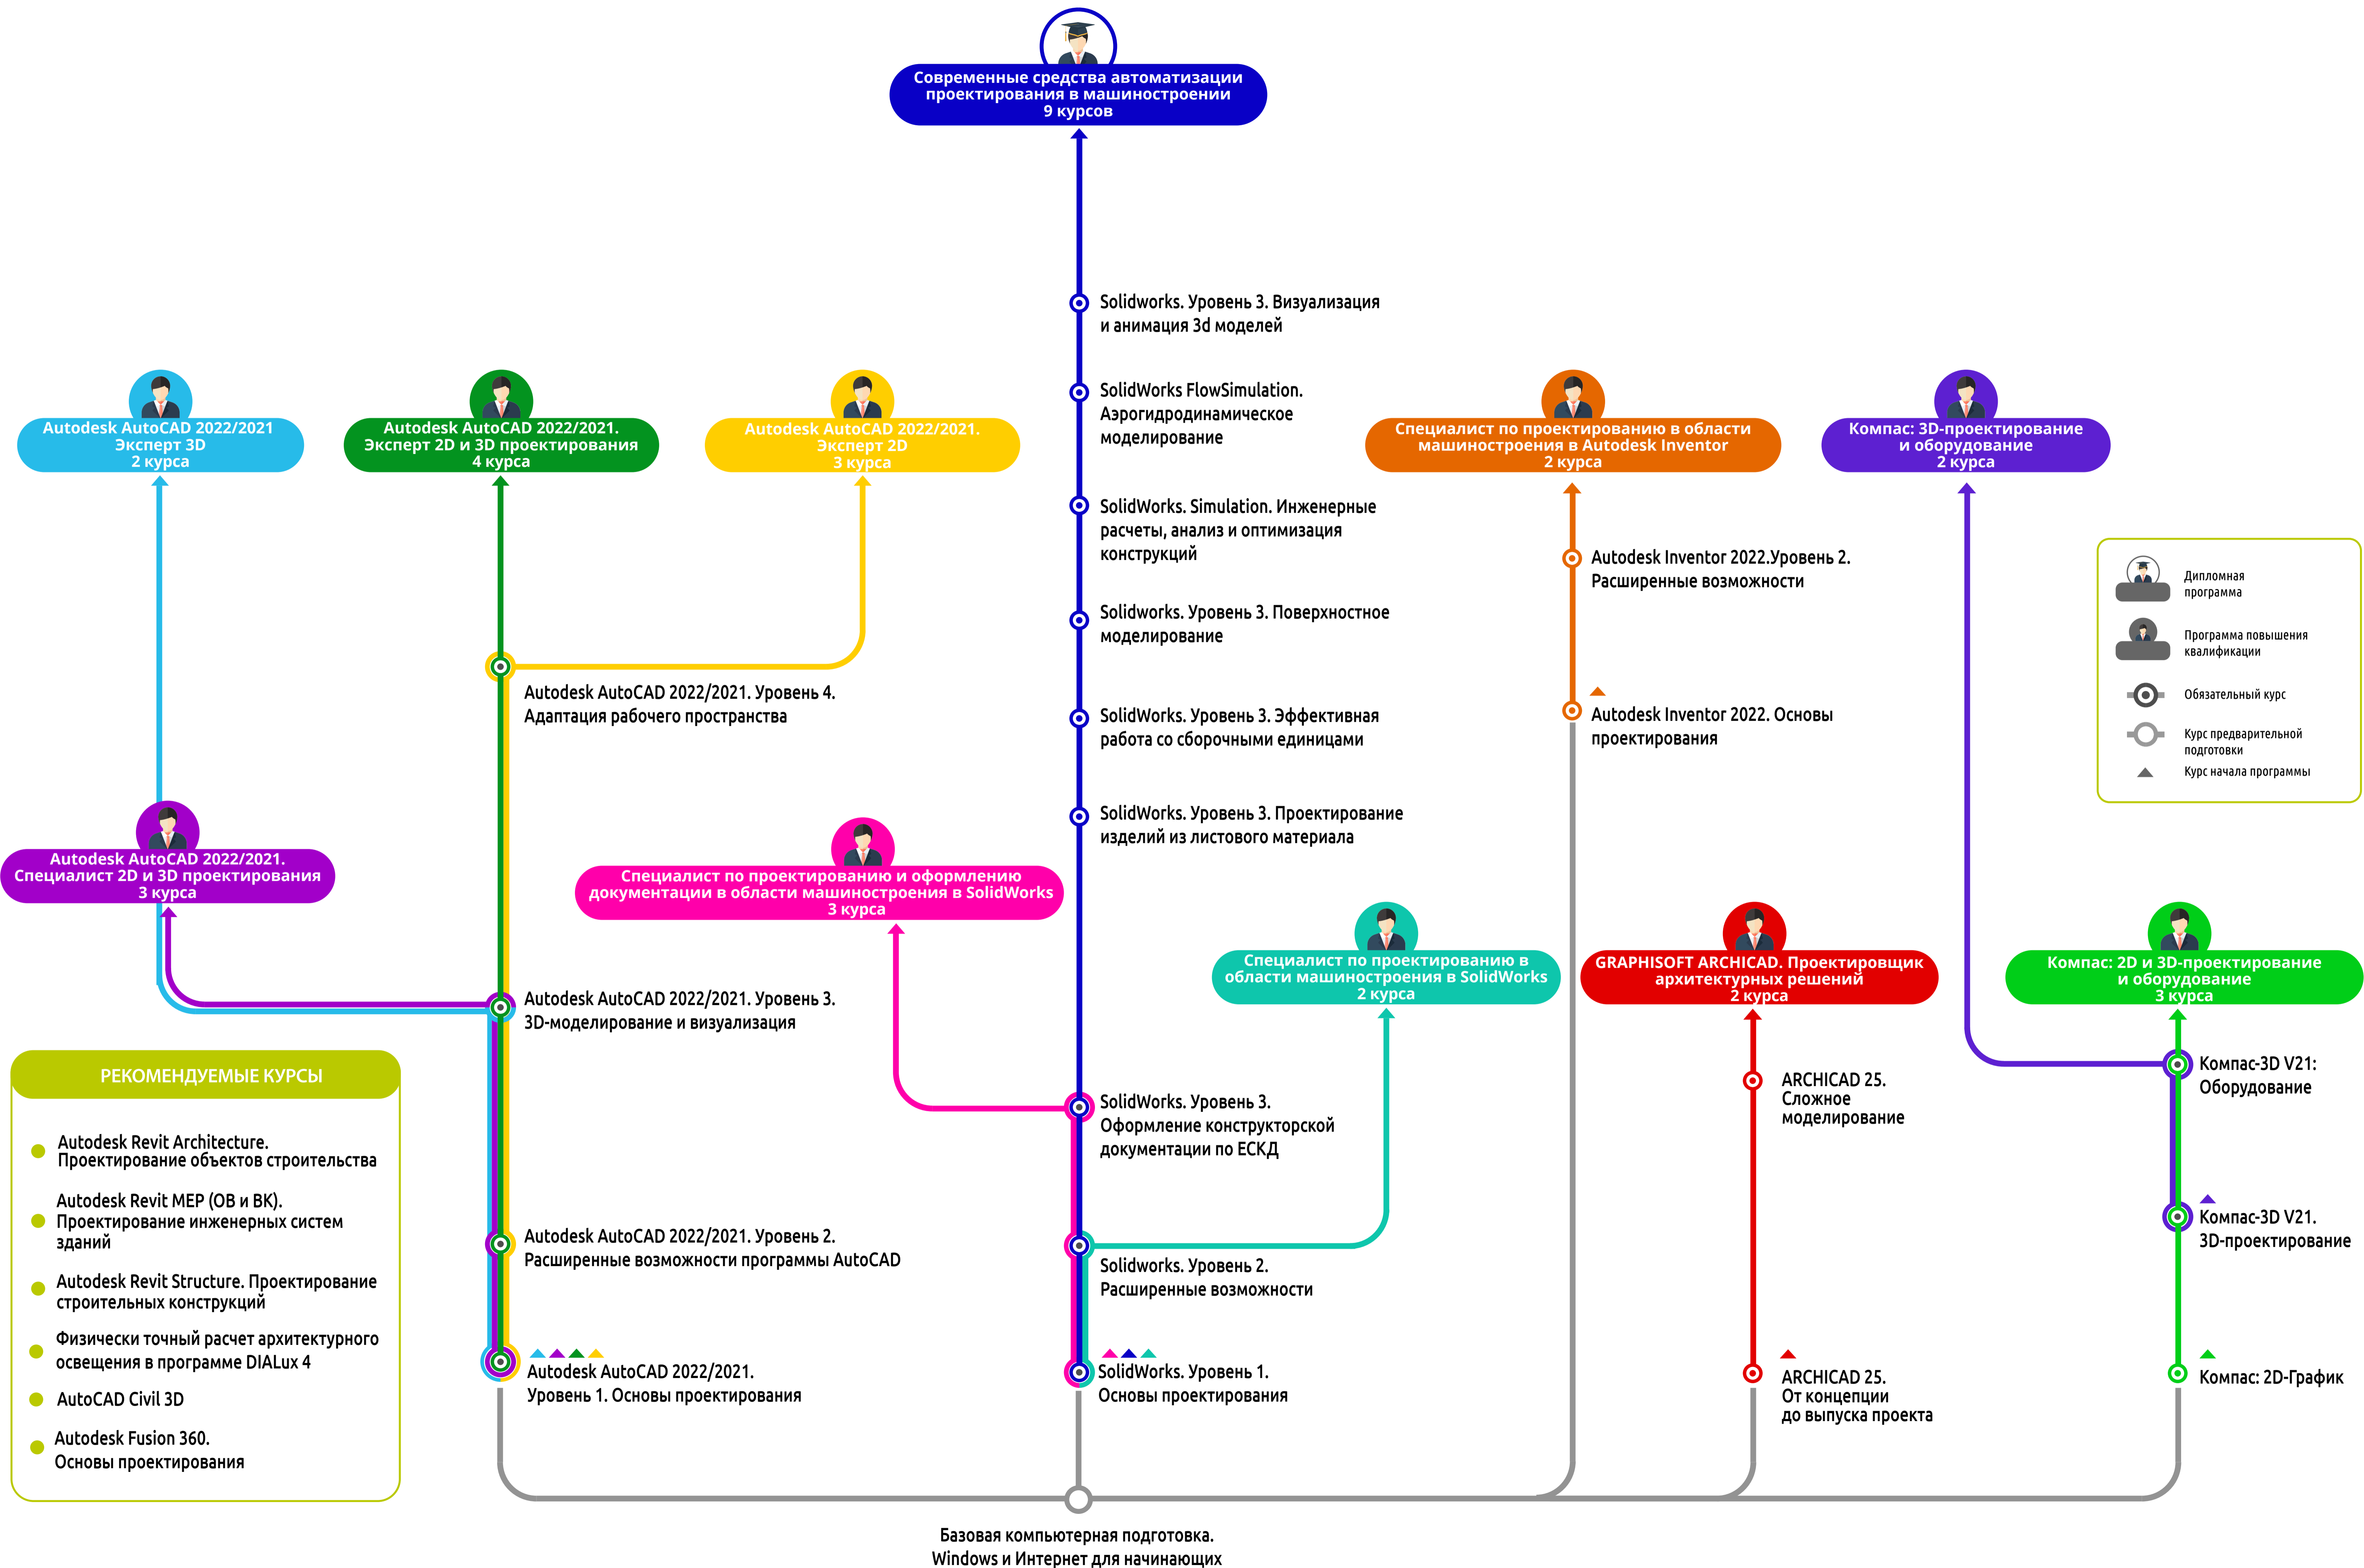 Современные средства автоматизации
проектирования в машиностроении
9 курсов
Solidworks. Уровень 3. Визуализация
и анимация 3d моделей
SolidWorks FlowSimulation.
Аэрогидродинамическое
моделирование
SolidWorks. Simulation. Инженерные
расчеты, анализ и оптимизация
конструкций
Solidworks. Уровень 3. Поверхностное
моделирование
SolidWorks. Уровень 3. Эффективная
работа со сборочными единицами
SolidWorks. Уровень 3. Проектирование
изделий из листового материала
Autodesk AutoCAD 2022/2021
Эксперт 3D
2 курса
Autodesk AutoCAD 2022/2021.
Эксперт 2D и 3D проектирования
4 курса
Autodesk AutoCAD 2022/2021.
Эксперт 2D
3 курса
Специалист по проектированию в области
машиностроения в Autodesk Inventor
2 курса
Компас: 3D-проектирование
и оборудование
2 курса
Autodesk Inventor 2022.Уровень 2.
Расширенные возможности
Autodesk Inventor 2022. Основы
проектирования
Дипломная
программа
Программа повышения
квалификации
Обязательный курс
Курс предварительной
подготовки
Курс начала программы
Autodesk AutoCAD 2022/2021. Уровень 4.
Адаптация рабочего пространства
Autodesk AutoCAD 2022/2021.
Специалист 2D и 3D проектирования
3 курса
Специалист по проектированию и оформлению
документации в области машиностроения в SolidWorks
3 курса
Специалист по проектированию в
области машиностроения в SolidWorks
2 курса
GRAPHISOFT ARCHICAD. Проектировщик
архитектурных решений
2 курса
Компас: 2D и 3D-проектирование
и оборудование
3 курса
Autodesk AutoCAD 2022/2021. Уровень 3.
3D-моделирование и визуализация
SolidWorks. Уровень 3.
Оформление конструкторской
документации по ЕСКД
ARCHICAD 25.
Сложное
моделирование
Компас-3D V21:
Оборудование
Компас-3D V21.
3D-проектирование
РЕКОМЕНДУЕМЫЕ КУРСЫ
Autodesk Revit Architecture.
Проектирование объектов строительства
Autodesk Revit MEP (ОВ и ВК).
Проектирование инженерных систем
зданий
Autodesk Revit Structure. Проектирование
строительных конструкций
Физически точный расчет архитектурного
освещения в программе DIALux 4
AutoCAD Civil 3D
Autodesk Fusion 360.
Основы проектирования
Autodesk AutoCAD 2022/2021. Уровень 2.
Расширенные возможности программы AutoCAD
Solidworks. Уровень 2.
Расширенные возможности
Autodesk AutoCAD 2022/2021.
Уровень 1. Основы проектирования
SolidWorks. Уровень 1.
Основы проектирования
ARCHICAD 25.
От концепции
до выпуска проекта
Компас: 2D-График
Базовая компьютерная подготовка.
Windows и Интернет для начинающих